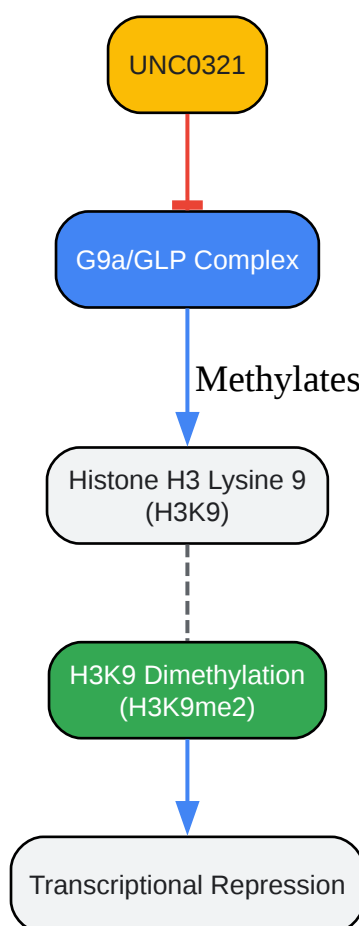 UNC0321
G9a/GLP Complex
Methylates
Histone H3 Lysine 9
(H3K9)
H3K9 Dimethylation
(H3K9me2)
Transcriptional Repression